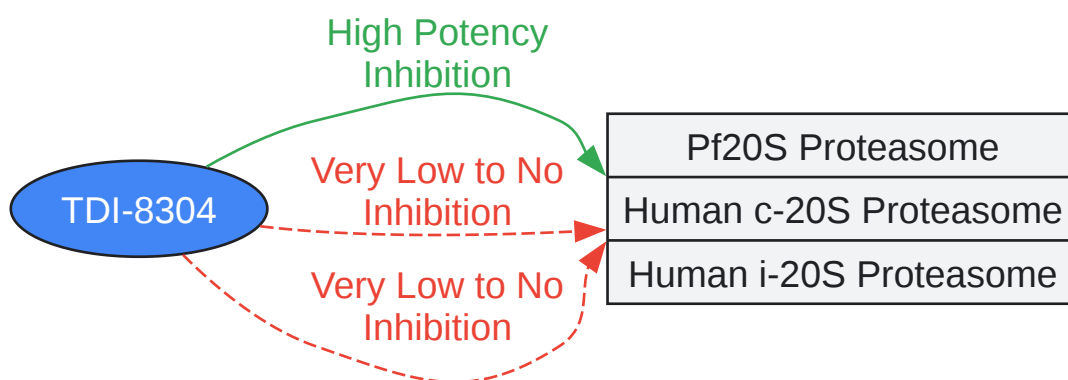 High Potency
Inhibition
Pf20S Proteasome
Very Low to No
Inhibition
TDI-8304
Human c-20S Proteasome
Very Low to No
Inhibition
Human i-20S Proteasome